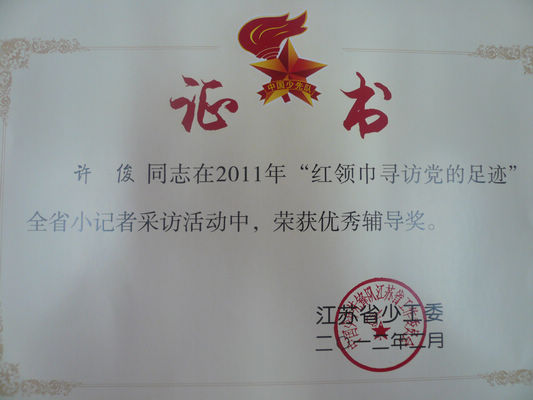 中国少先队
证书
许俊 同志在2011年“红领巾寻访党的足迹”
全省小记者采访活动中，荣获优秀辅导奖。
江苏省少工委
二〇一二年二月